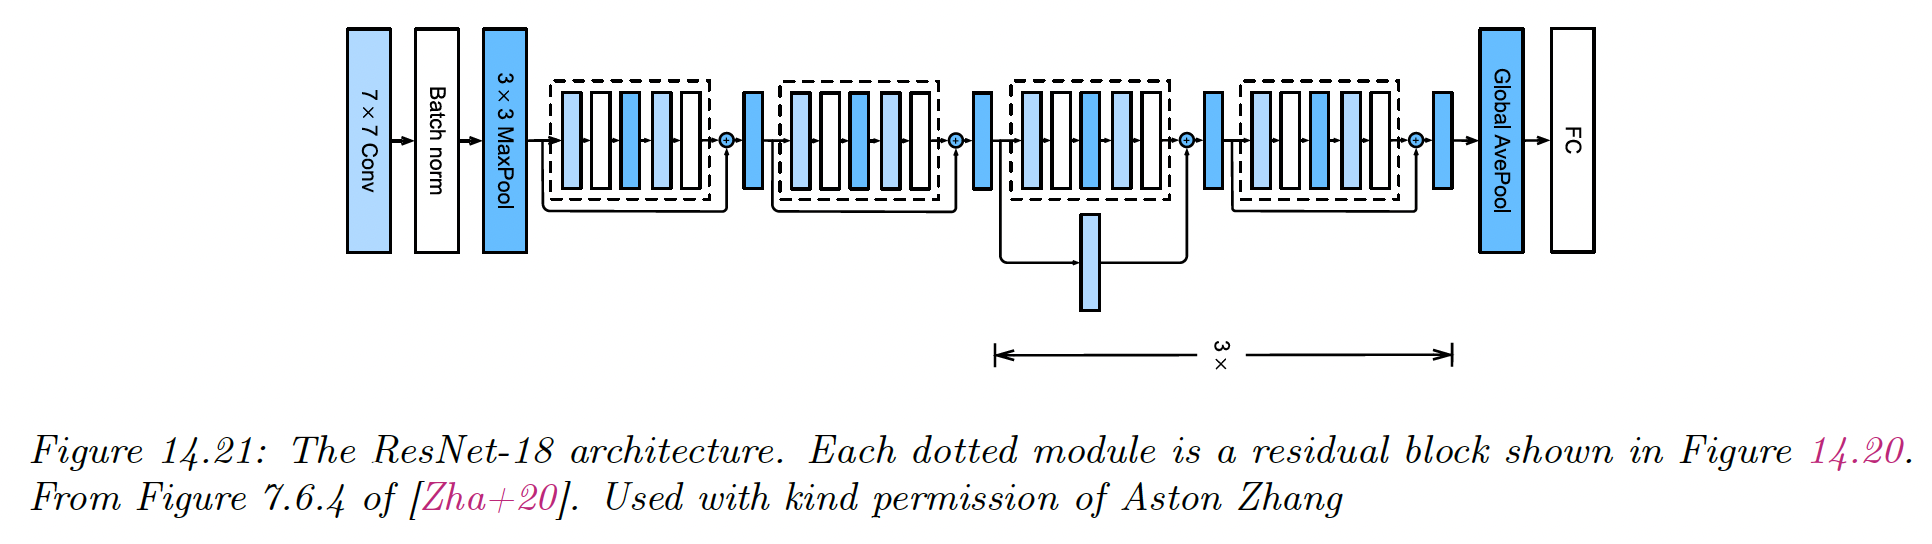 7 × 7 Conv
Batch norm
3 × 3 MaxPool
+
+
+
+
Global AvePool
FC
3 ×
Figure 14.21: The ResNet-18 architecture. Each dotted module is a residual block shown in Figure 14.20.
From Figure 7.6.4 of [Zha+20]. Used with kind permission of Aston Zhang